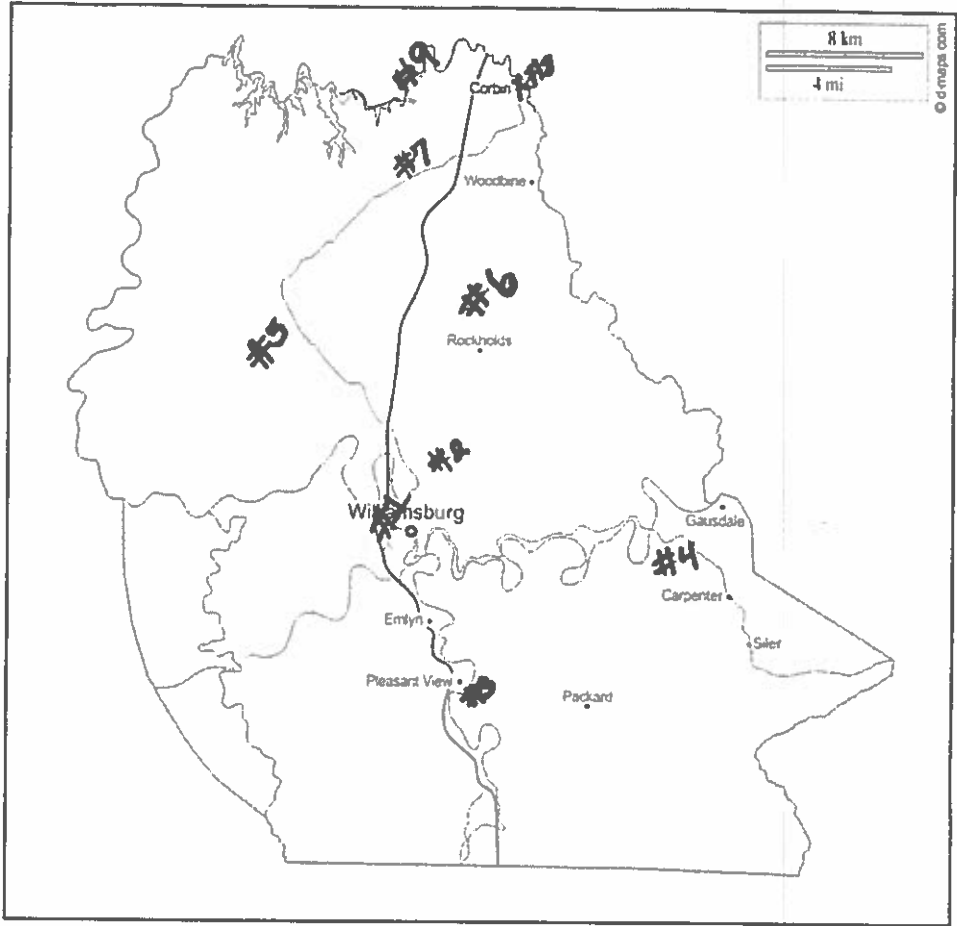 8 km
4 mi
© d-maps.com
#9
Corbin
#7
Woodbine
#6
Rockholds
#5
#2
Williamsburg
Gausdale
#4
Carpenter
Emlyn
Siler
Pleasant View
Packard